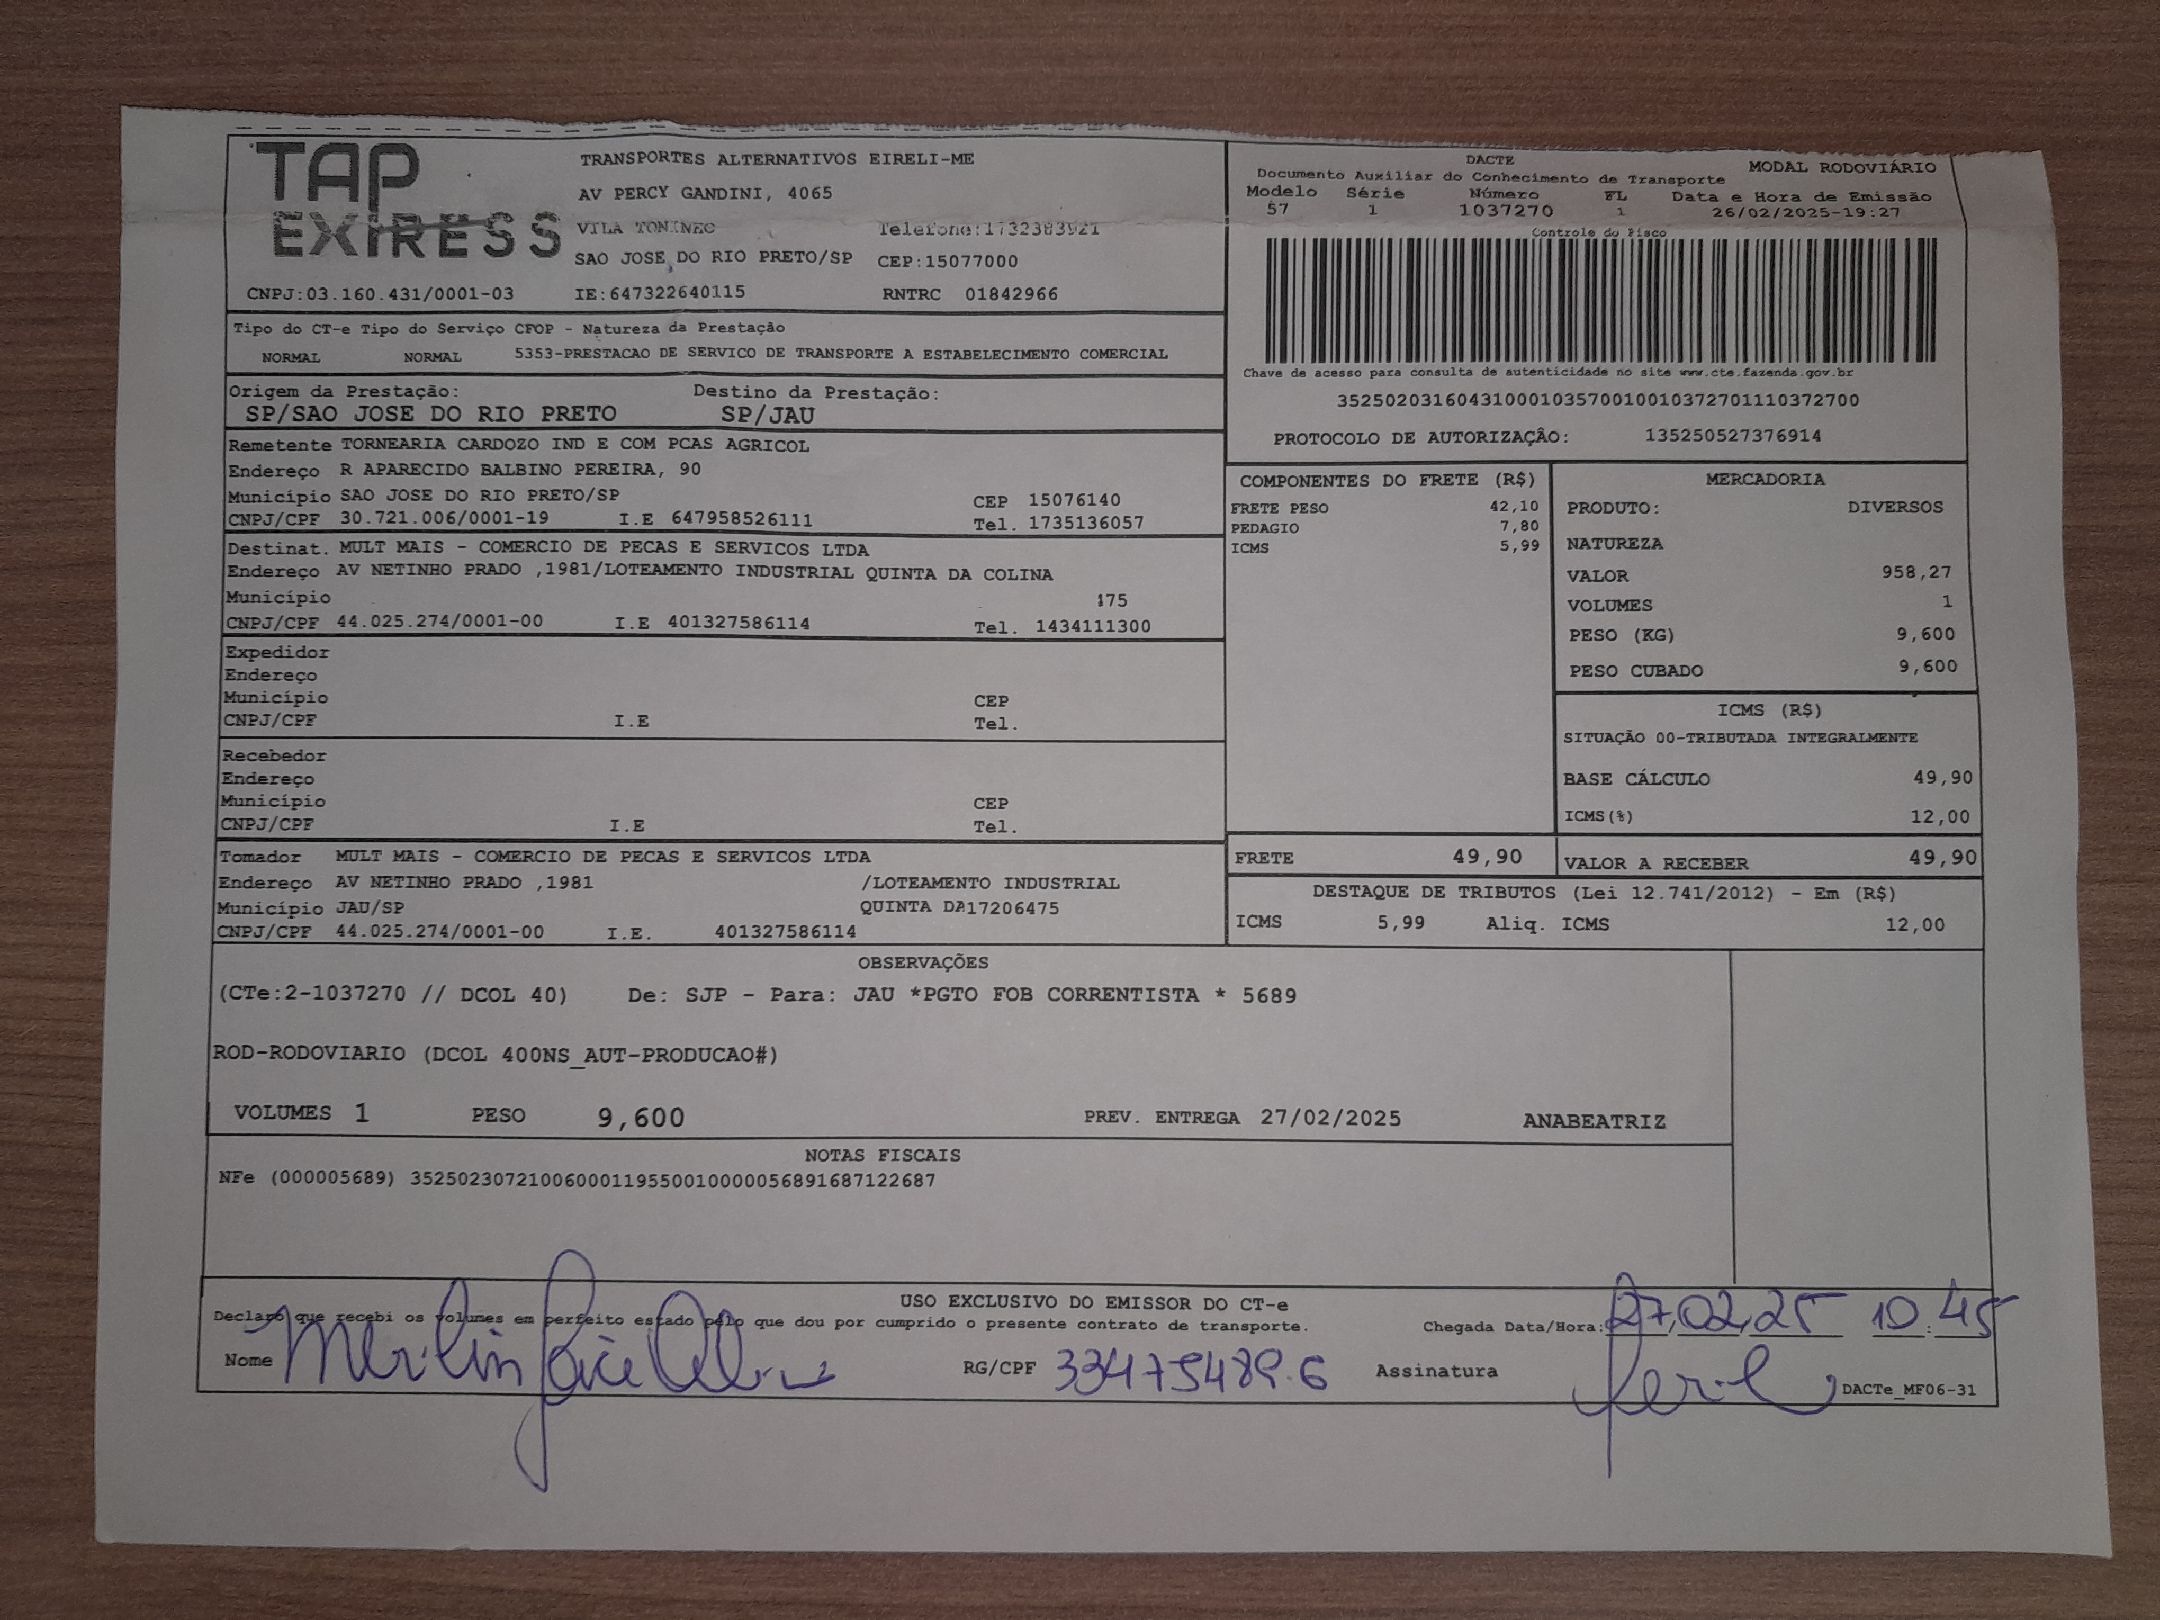 TAP
EXPRESS
TRANSPORTES ALTERNATIVOS EIRELI-ME
AV PERCY GANDINI, 4065
VILA TONINHO Telefone:1732383921
SAO JOSE DO RIO PRETO/SP CEP:15077000
CNPJ:03.160.431/0001-03 IE:647322640115 RNTRC 01842966
DACTE MODAL RODOVIÁRIO
Documento Auxiliar do Conhecimento de Transporte
Modelo Série Número FL Data e Hora de Emissão
57 1 1037270 1 26/02/2025-19:27
Controle do Fisco
Chave de acesso para consulta de autenticidade no site www.cte.fazenda.gov.br
35250203160431000103570010010372701110372700
PROTOCOLO DE AUTORIZAÇÂO: 135250527376914
Tipo do CT-e Tipo do Serviço CFOP - Natureza da Prestação
NORMAL NORMAL 5353-PRESTACAO DE SERVICO DE TRANSPORTE A ESTABELECIMENTO COMERCIAL
Origem da Prestação: Destino da Prestação:
SP/SAO JOSE DO RIO PRETO SP/JAU
Remetente TORNEARIA CARDOZO IND E COM PCAS AGRICOL
Endereço R APARECIDO BALBINO PEREIRA, 90
Município SAO JOSE DO RIO PRETO/SP CEP 15076140
CNPJ/CPF 30.721.006/0001-19 I.E 647958526111 Tel. 1735136057
Destinat. MULT MAIS - COMERCIO DE PECAS E SERVICOS LTDA
Endereço AV NETINHO PRADO ,1981/LOTEAMENTO INDUSTRIAL QUINTA DA COLINA
Município 475
CNPJ/CPF 44.025.274/0001-00 I.E 401327586114 Tel. 1434111300
Expedidor
Endereço
Município CEP
CNPJ/CPF I.E Tel.
Recebedor
Endereço
Município CEP
CNPJ/CPF I.E Tel.
Tomador MULT MAIS - COMERCIO DE PECAS E SERVICOS LTDA
Endereço AV NETINHO PRADO ,1981 /LOTEAMENTO INDUSTRIAL
Município JAU/SP QUINTA DA17206475
CNPJ/CPF 44.025.274/0001-00 I.E. 401327586114
COMPONENTES DO FRETE (R$)
FRETE PESO 42,10
PEDAGIO 7,80
ICMS 5,99
MERCADORIA
PRODUTO: DIVERSOS
NATUREZA
VALOR 958,27
VOLUMES 1
PESO (KG) 9,600
PESO CUBADO 9,600
ICMS (R$)
SITUAÇÃO 00-TRIBUTADA INTEGRALMENTE
BASE CÁLCULO 49,90
ICMS(%) 12,00
FRETE 49,90 VALOR A RECEBER 49,90
DESTAQUE DE TRIBUTOS (Lei 12.741/2012) - Em (R$)
ICMS 5,99 Aliq. ICMS 12,00
OBSERVAÇÕES
(CTe:2-1037270 // DCOL 40) De: SJP - Para: JAU *PGTO FOB CORRENTISTA * 5689
ROD-RODOVIARIO (DCOL 400NS_AUT-PRODUCAO#)
VOLUMES 1 PESO 9,600 PREV. ENTREGA 27/02/2025 ANABEATRIZ
NOTAS FISCAIS
NFe (000005689) 35250230721006000119550010000056891687122687
USO EXCLUSIVO DO EMISSOR DO CT-e
Declaro que recebi os volumes em perfeito estado pelo que dou por cumprido o presente contrato de transporte.
Chegada Data/Hora: 27,02,25 10:45
Nome RG/CPF 33475489.6 Assinatura
DACTe_MF06-31